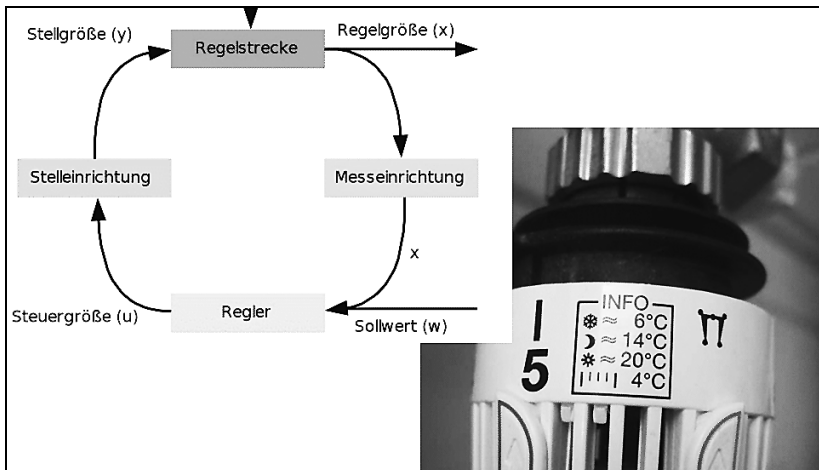 Stellgröße (y)
Regelstrecke
Regelgröße (x)
Stelleinrichtung
Messeinrichtung
x
Steuergröße (u)
Regler
Sollwert (w)
INFO
≈ 6°C
≈ 14°C
≈ 20°C
4°C
5